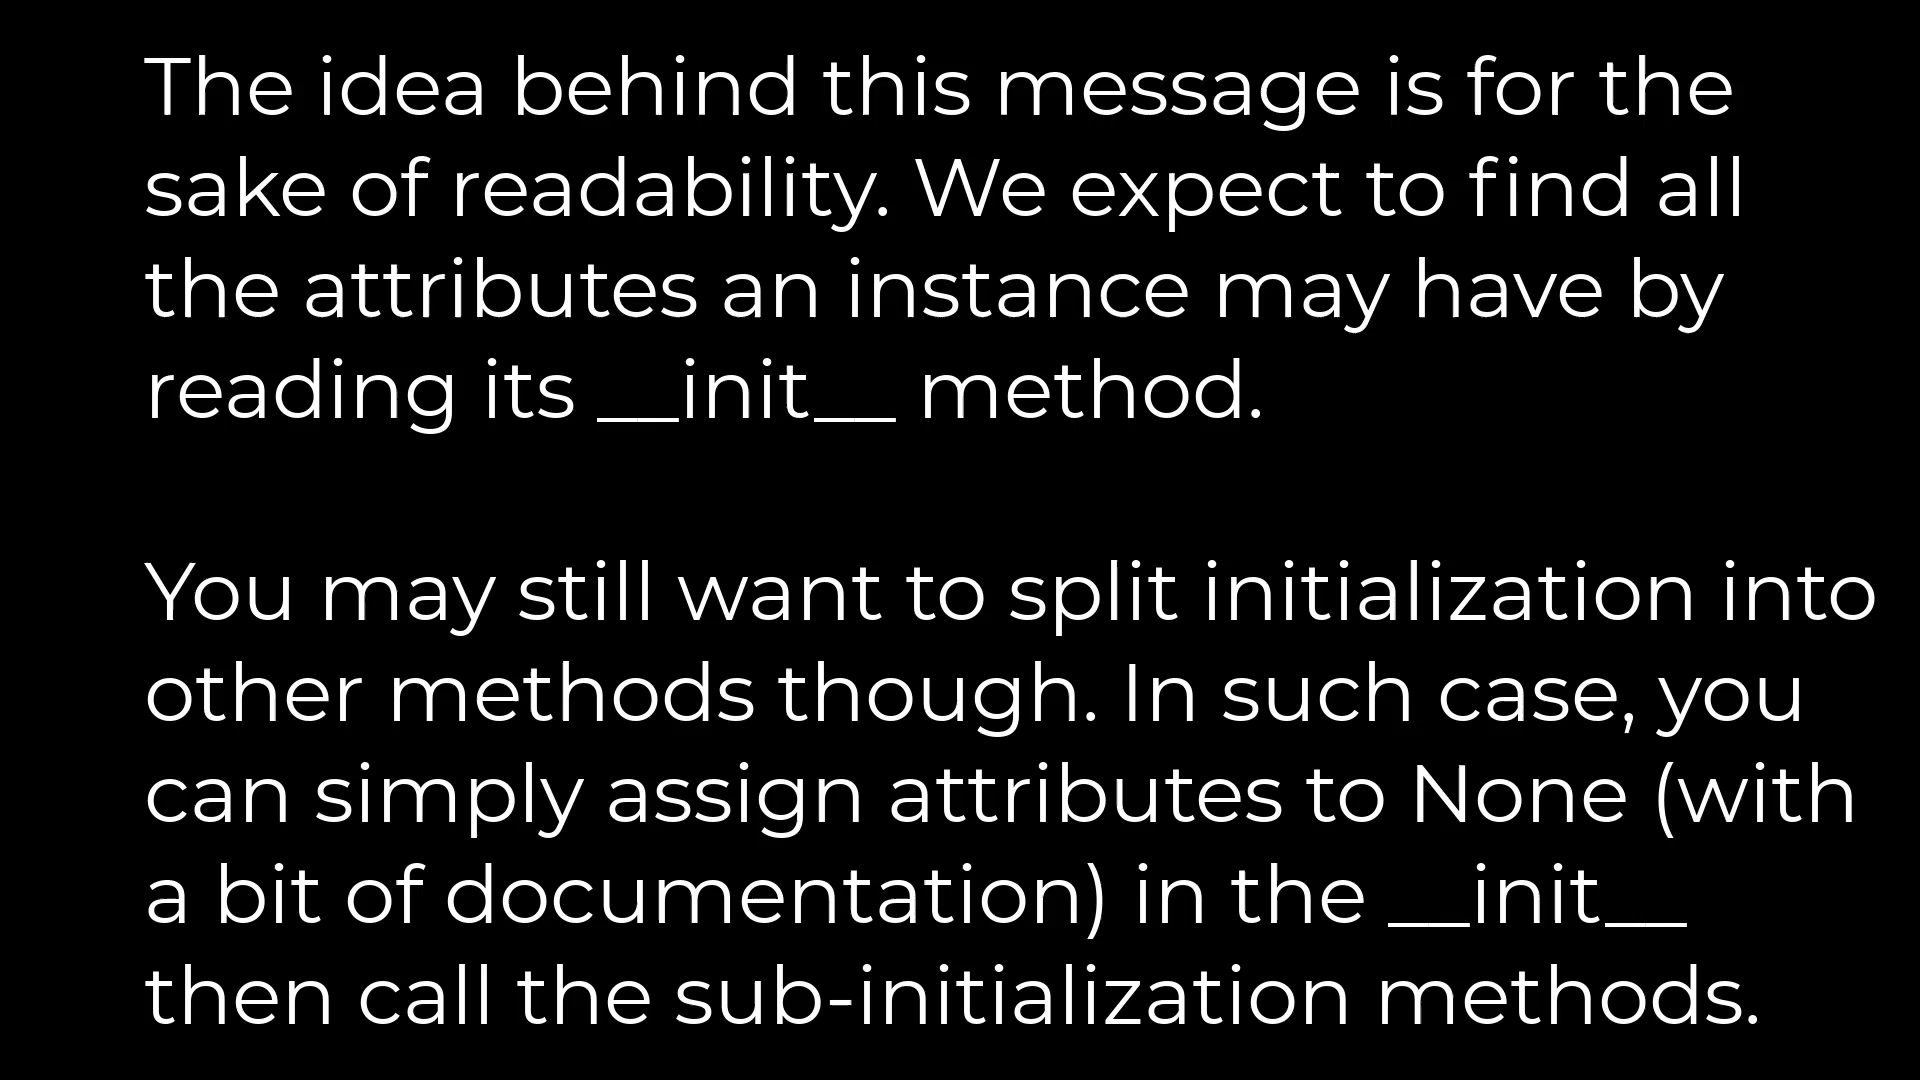 The idea behind this message is for the
sake of readability. We expect to find all
the attributes an instance may have by
reading its __init__ method.
You may still want to split initialization into
other methods though. In such case, you
can simply assign attributes to None (with
a bit of documentation) in the __init__
then call the sub-initialization methods.